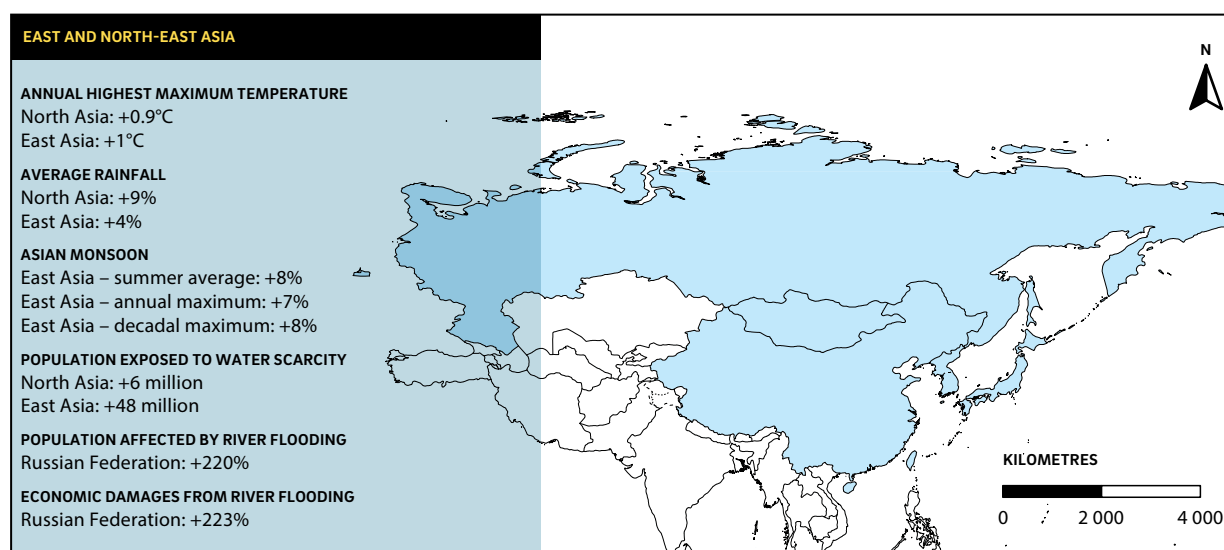 EAST AND NORTH-EAST ASIA
ANNUAL HIGHEST MAXIMUM TEMPERATURE
North Asia: +0.9°C
East Asia: +1°C
AVERAGE RAINFALL
North Asia: +9%
East Asia: +4%
ASIAN MONSOON
East Asia – summer average: +8%
East Asia – annual maximum: +7%
East Asia – decadal maximum: +8%
POPULATION EXPOSED TO WATER SCARCITY
North Asia: +6 million
East Asia: +48 million
POPULATION AFFECTED BY RIVER FLOODING
Russian Federation: +220%
ECONOMIC DAMAGES FROM RIVER FLOODING
Russian Federation: +223%
N
KILOMETRES
0 2 000 4 000